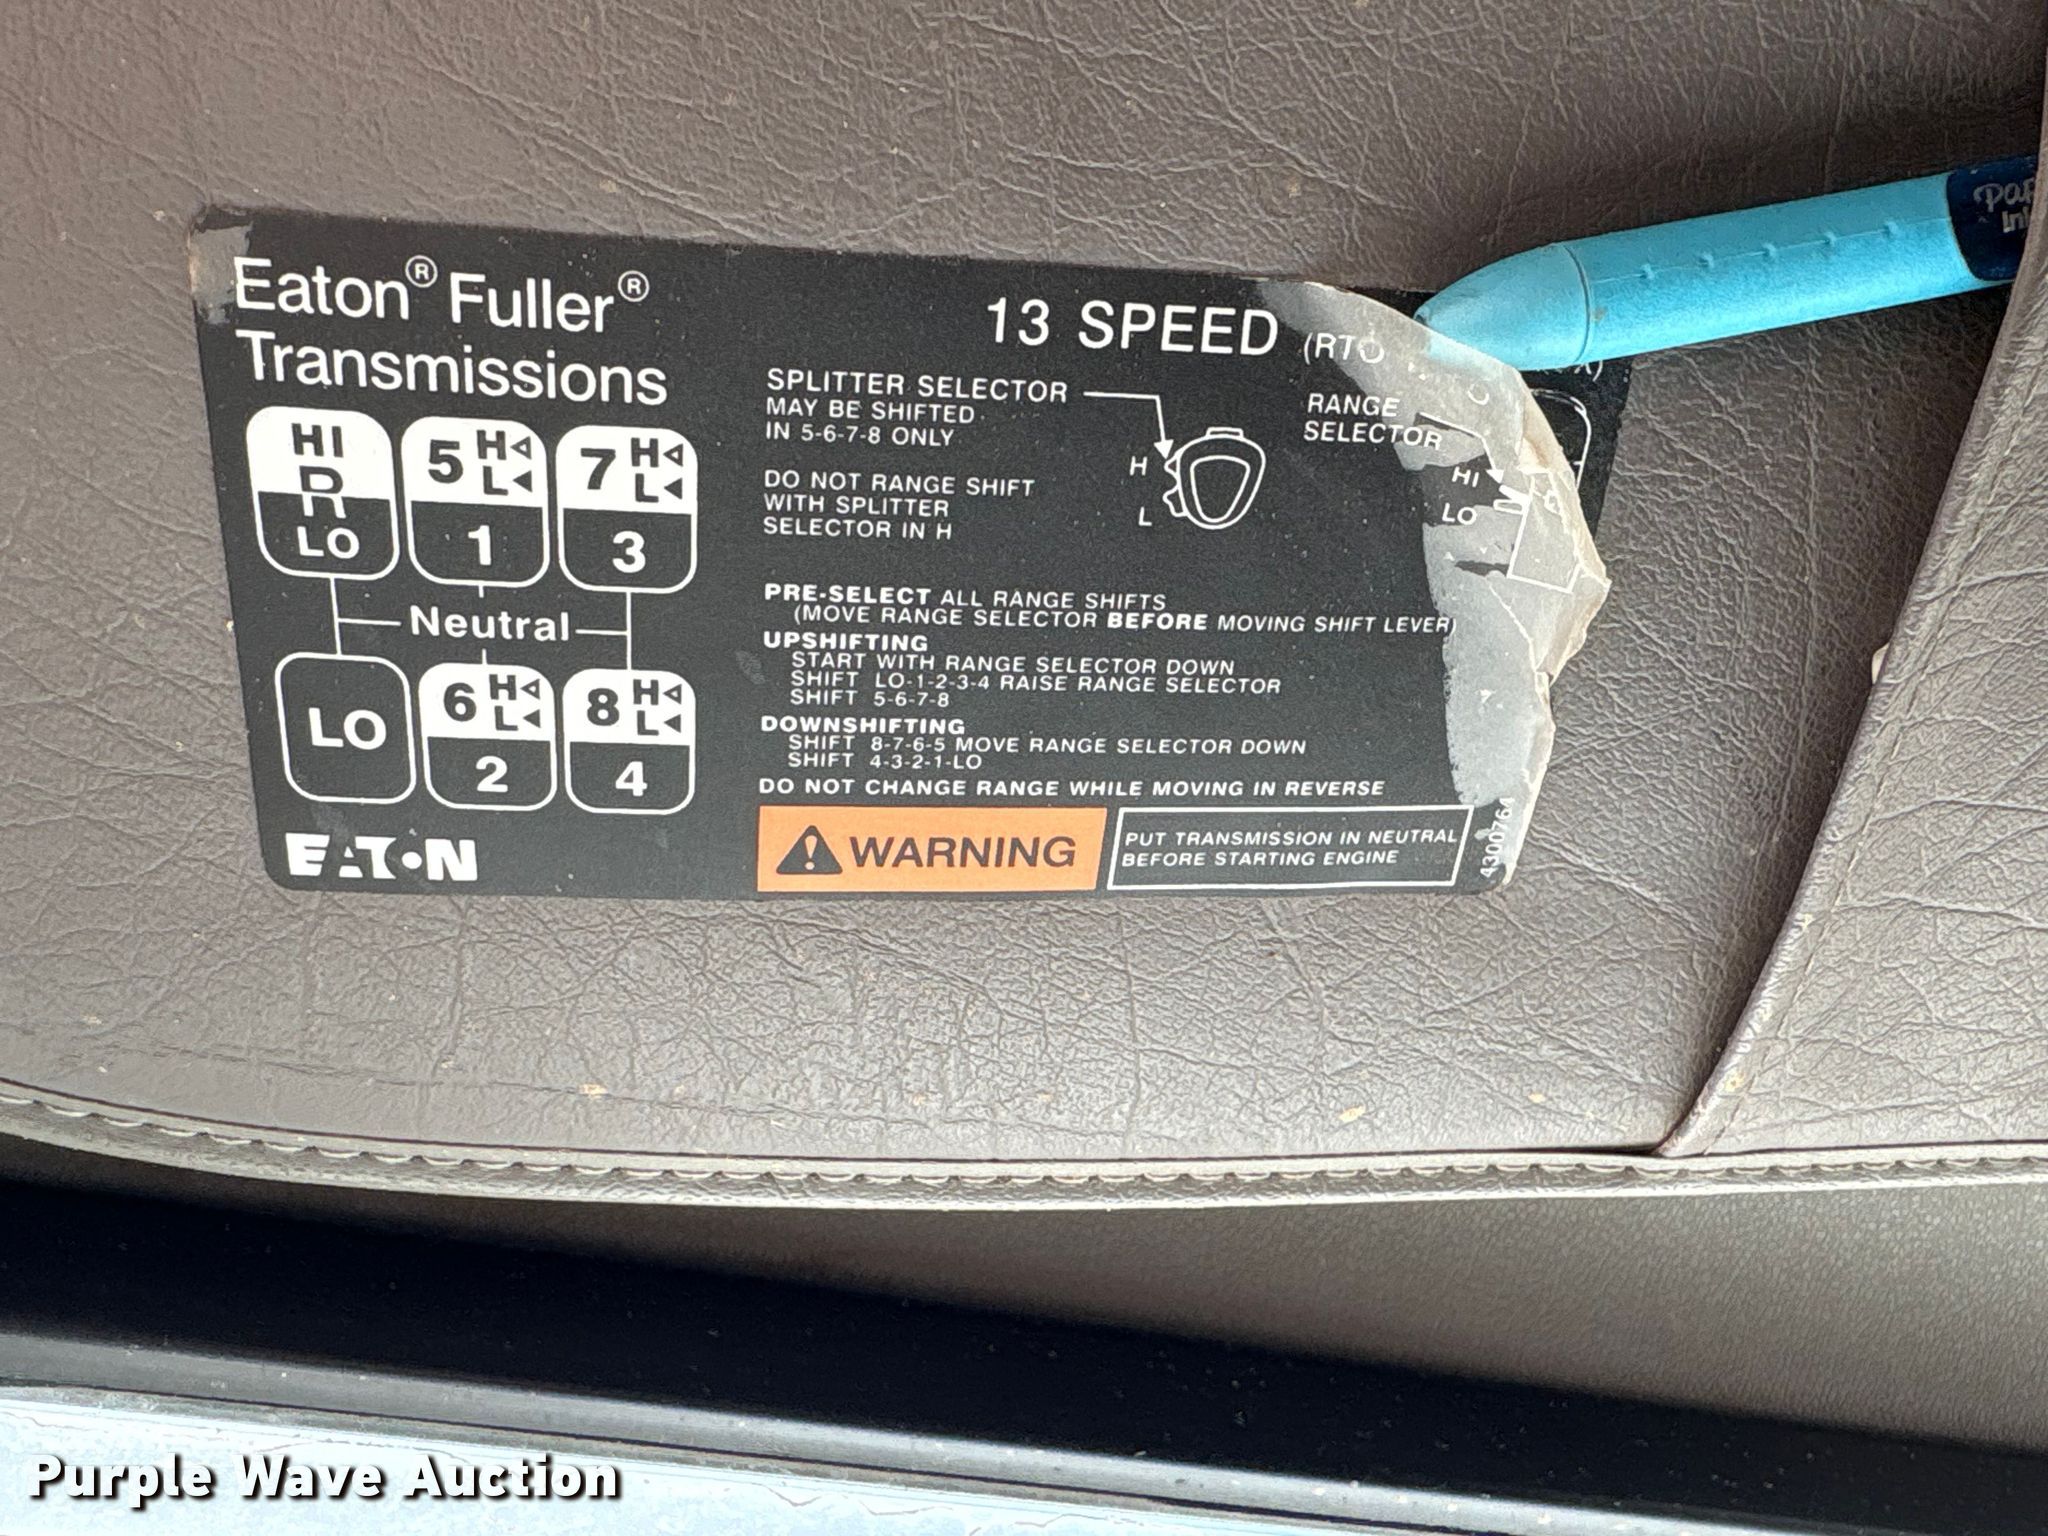 Eaton® Fuller®
Transmissions
13 SPEED (RTO
HI
R
LO
5 H L
1
7 H L
3
Neutral
LO
6 H L
2
8 H L
4
EATON
SPLITTER SELECTOR
MAY BE SHIFTED
IN 5-6-7-8 ONLY
H
L
RANGE
SELECTOR
HI
LO
DO NOT RANGE SHIFT
WITH SPLITTER
SELECTOR IN H
PRE-SELECT ALL RANGE SHIFTS
(MOVE RANGE SELECTOR BEFORE MOVING SHIFT LEVER)
UPSHIFTING
START WITH RANGE SELECTOR DOWN
SHIFT LO-1-2-3-4 RAISE RANGE SELECTOR
SHIFT 5-6-7-8
DOWNSHIFTING
SHIFT 8-7-6-5 MOVE RANGE SELECTOR DOWN
SHIFT 4-3-2-1-LO
DO NOT CHANGE RANGE WHILE MOVING IN REVERSE
WARNING
PUT TRANSMISSION IN NEUTRAL
BEFORE STARTING ENGINE
4300764
Purple Wave Auction